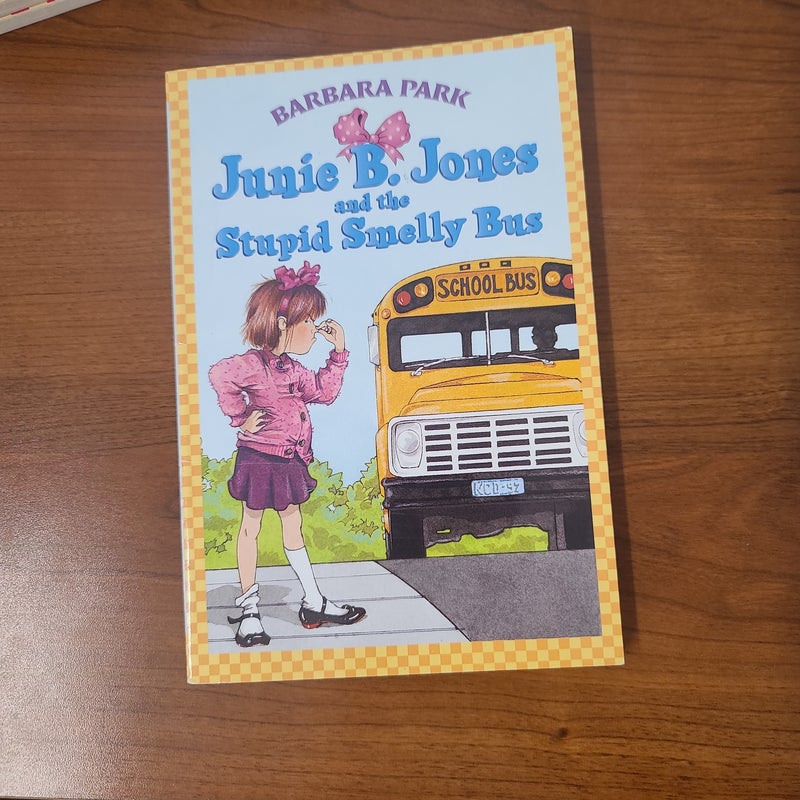 BARBARA PARK
Junie B. Jones
and the
Stupid Smelly Bus
SCHOOL BUS